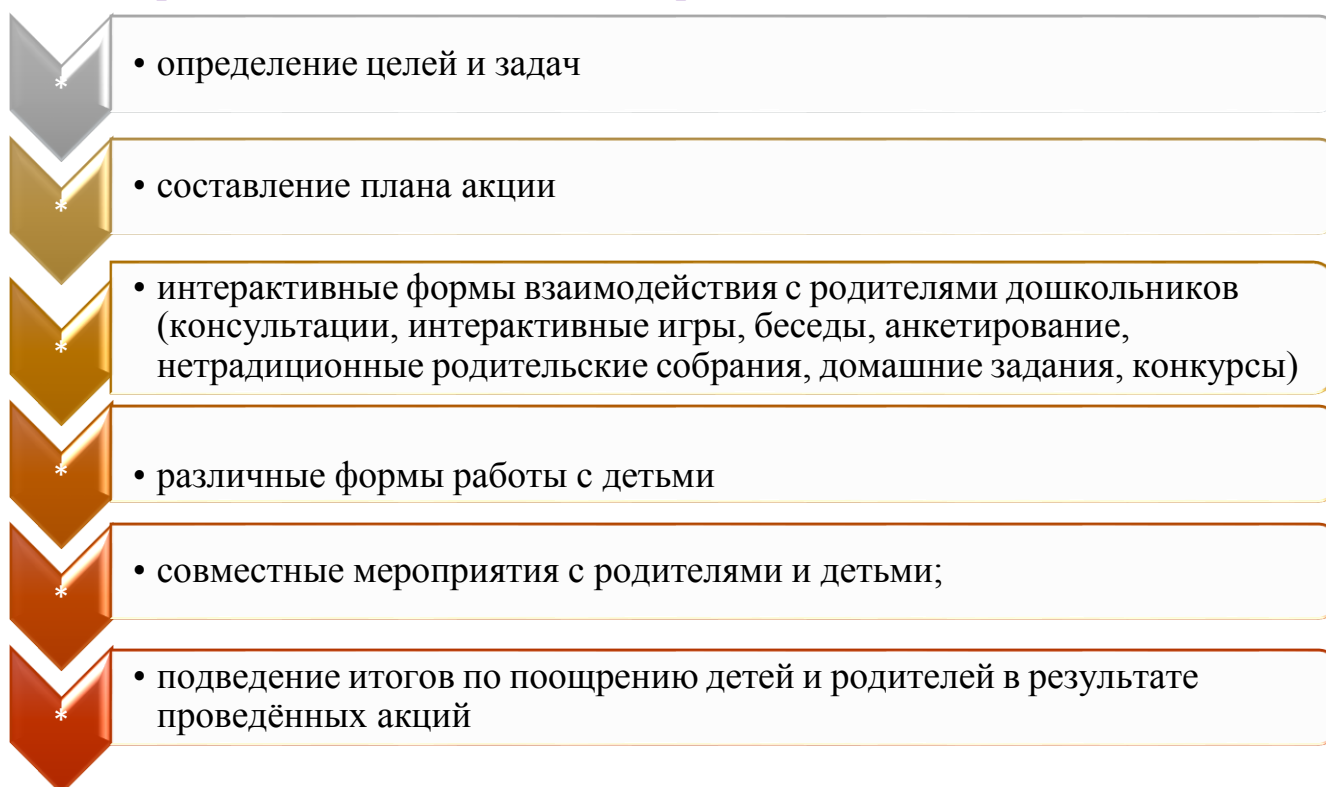 * • определение целей и задач
* • составление плана акции
• интерактивные формы взаимодействия с родителями дошкольников
* (консультации, интерактивные игры, беседы, анкетирование,
нетрадиционные родительские собрания, домашние задания, конкурсы)
* • различные формы работы с детьми
* • совместные мероприятия с родителями и детьми;
• подведение итогов по поощрению детей и родителей в результате
* проведённых акций